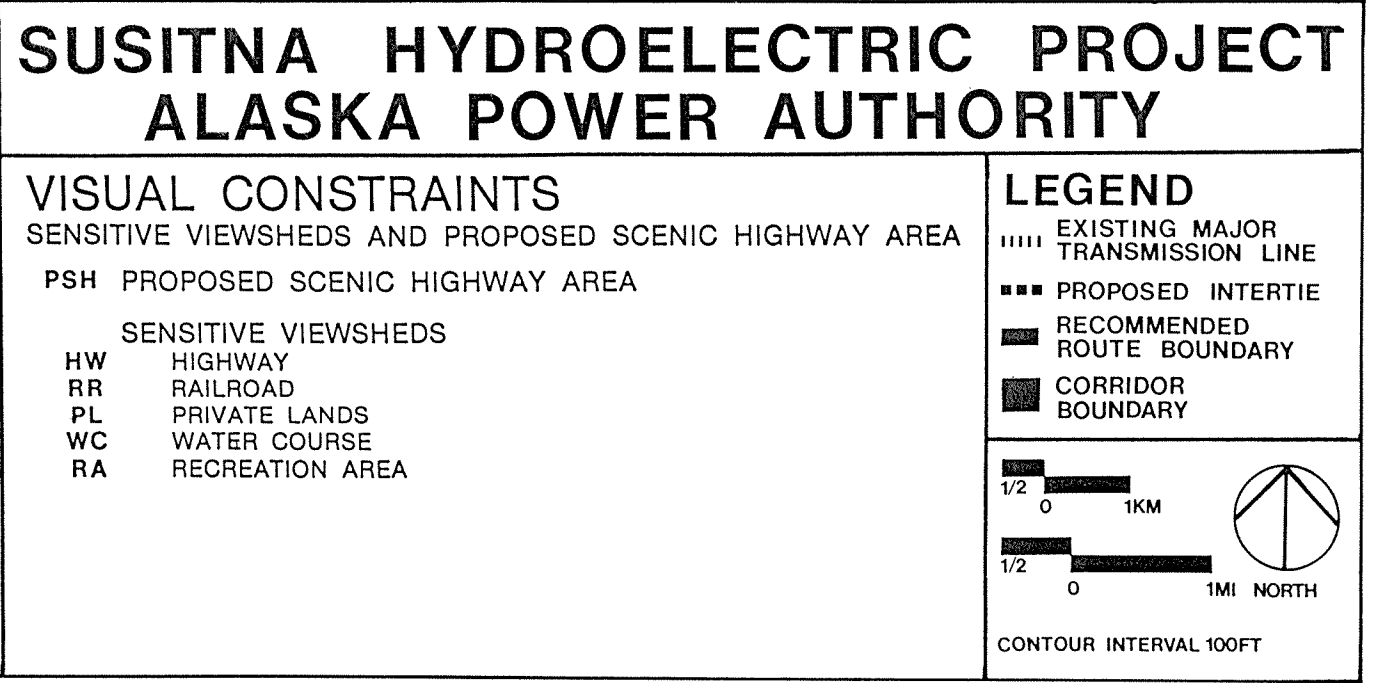 SUSITNA HYDROELECTRIC PROJECT
ALASKA POWER AUTHORITY
VISUAL CONSTRAINTS
SENSITIVE VIEWSHEDS AND PROPOSED SCENIC HIGHWAY AREA
PSH PROPOSED SCENIC HIGHWAY AREA
SENSITIVE VIEWSHEDS
HW HIGHWAY
RR RAILROAD
PL PRIVATE LANDS
WC WATER COURSE
RA RECREATION AREA
LEGEND
EXISTING MAJOR
TRANSMISSION LINE
PROPOSED INTERTIE
RECOMMENDED
ROUTE BOUNDARY
CORRIDOR
BOUNDARY
1/2
0 1KM
1/2
0 1MI NORTH
CONTOUR INTERVAL 100FT